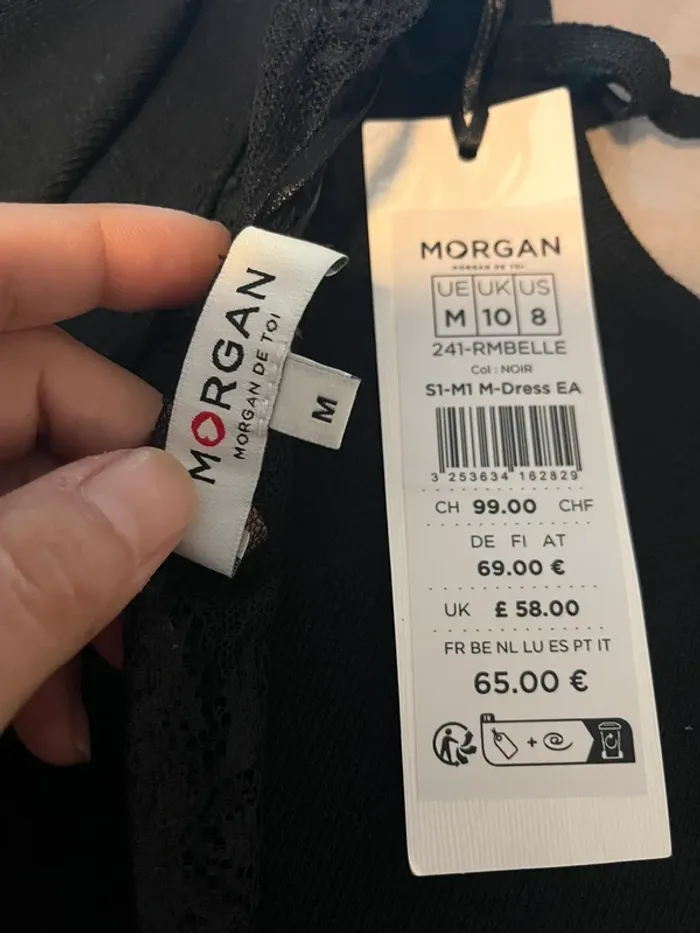 MORGAN
MORGAN DE TOI
M
MORGAN
MORGAN DE TOI
UE UK US
M 10 8
241-RMBELLE
Col : NOIR
S1-M1 M-Dress EA
3 253634 162829
CH 99.00 CHF
DE FI AT
69.00 €
UK £ 58.00
FR BE NL LU ES PT IT
65.00 €
+